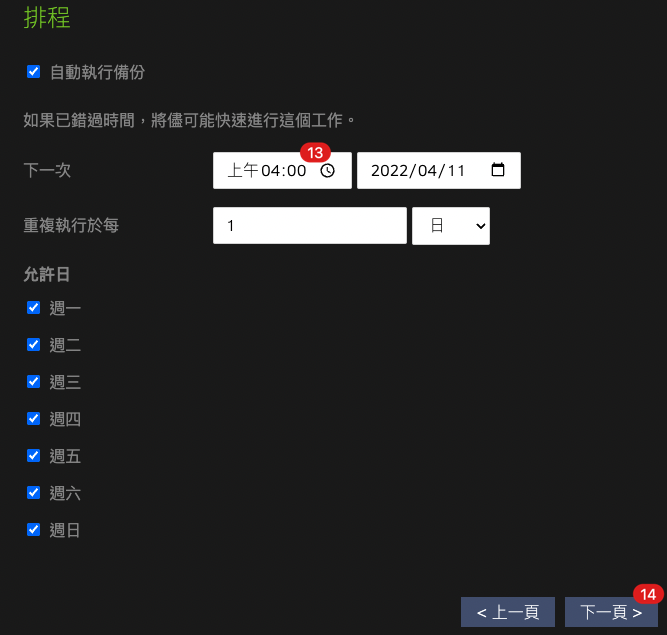 排程
自動執行備份
如果已錯過時間，將儘可能快速進行這個工作。
13
下一次 上午04:00 2022/04/11
重複執行於每 1 日
允許日
週一
週二
週三
週四
週五
週六
週日
14
< 上一頁 下一頁 >